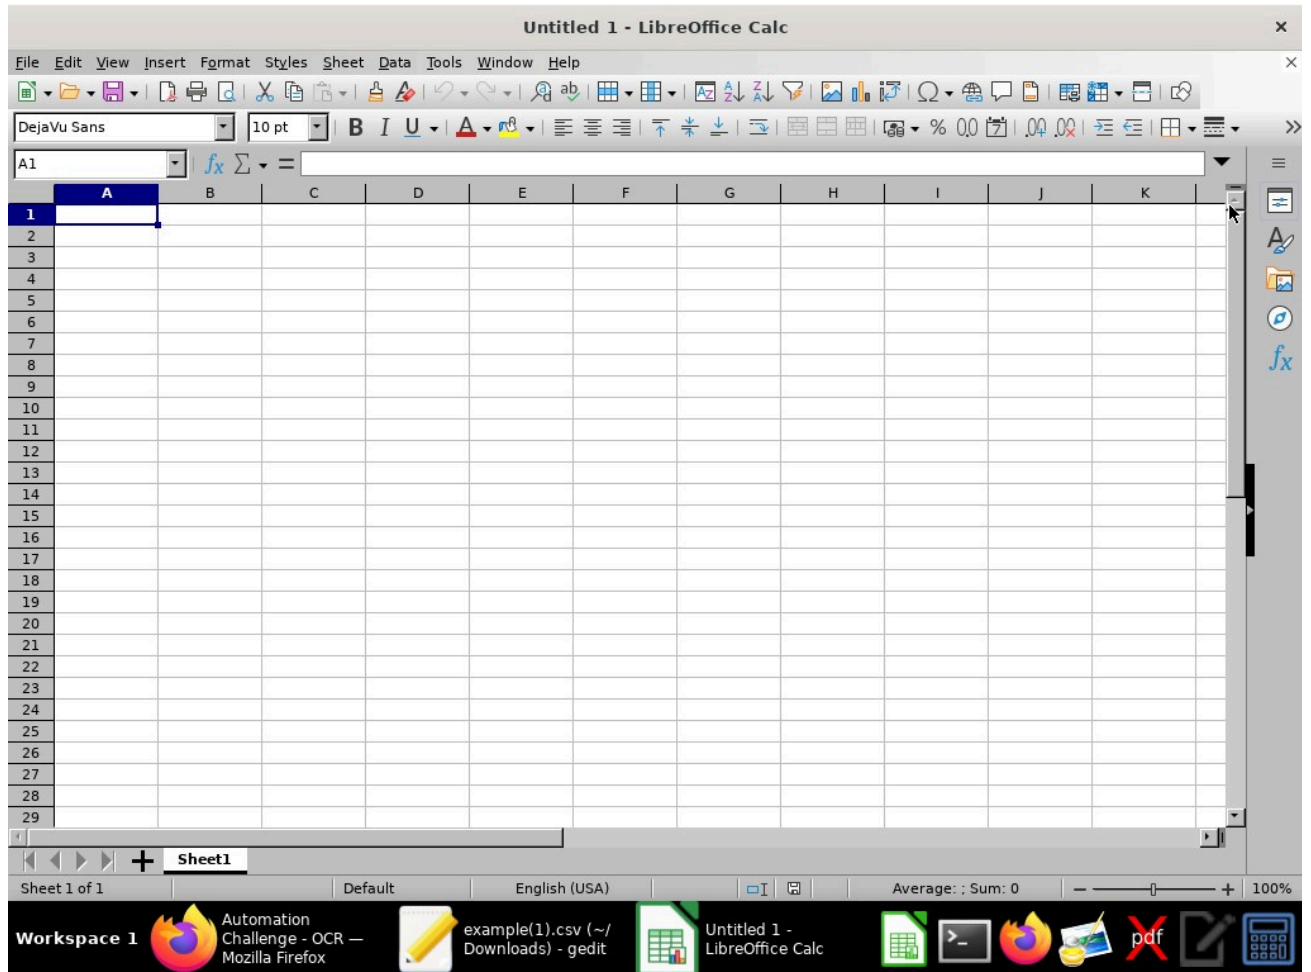 Untitled 1 - LibreOffice Calc
File Edit View Insert Format Styles Sheet Data Tools Window Help
DejaVu Sans 10 pt
A1
A B C D E F G H I J K
1
2
3
4
5
6
7
8
9
10
11
12
13
14
15
16
17
18
19
20
21
22
23
24
25
26
27
28
29
Sheet1
Sheet 1 of 1 Default English (USA) Average: ; Sum: 0 100%
Workspace 1
Automation
Challenge - OCR —
Mozilla Firefox
example(1).csv (~/
Downloads) - gedit
Untitled 1 -
LibreOffice Calc
pdf